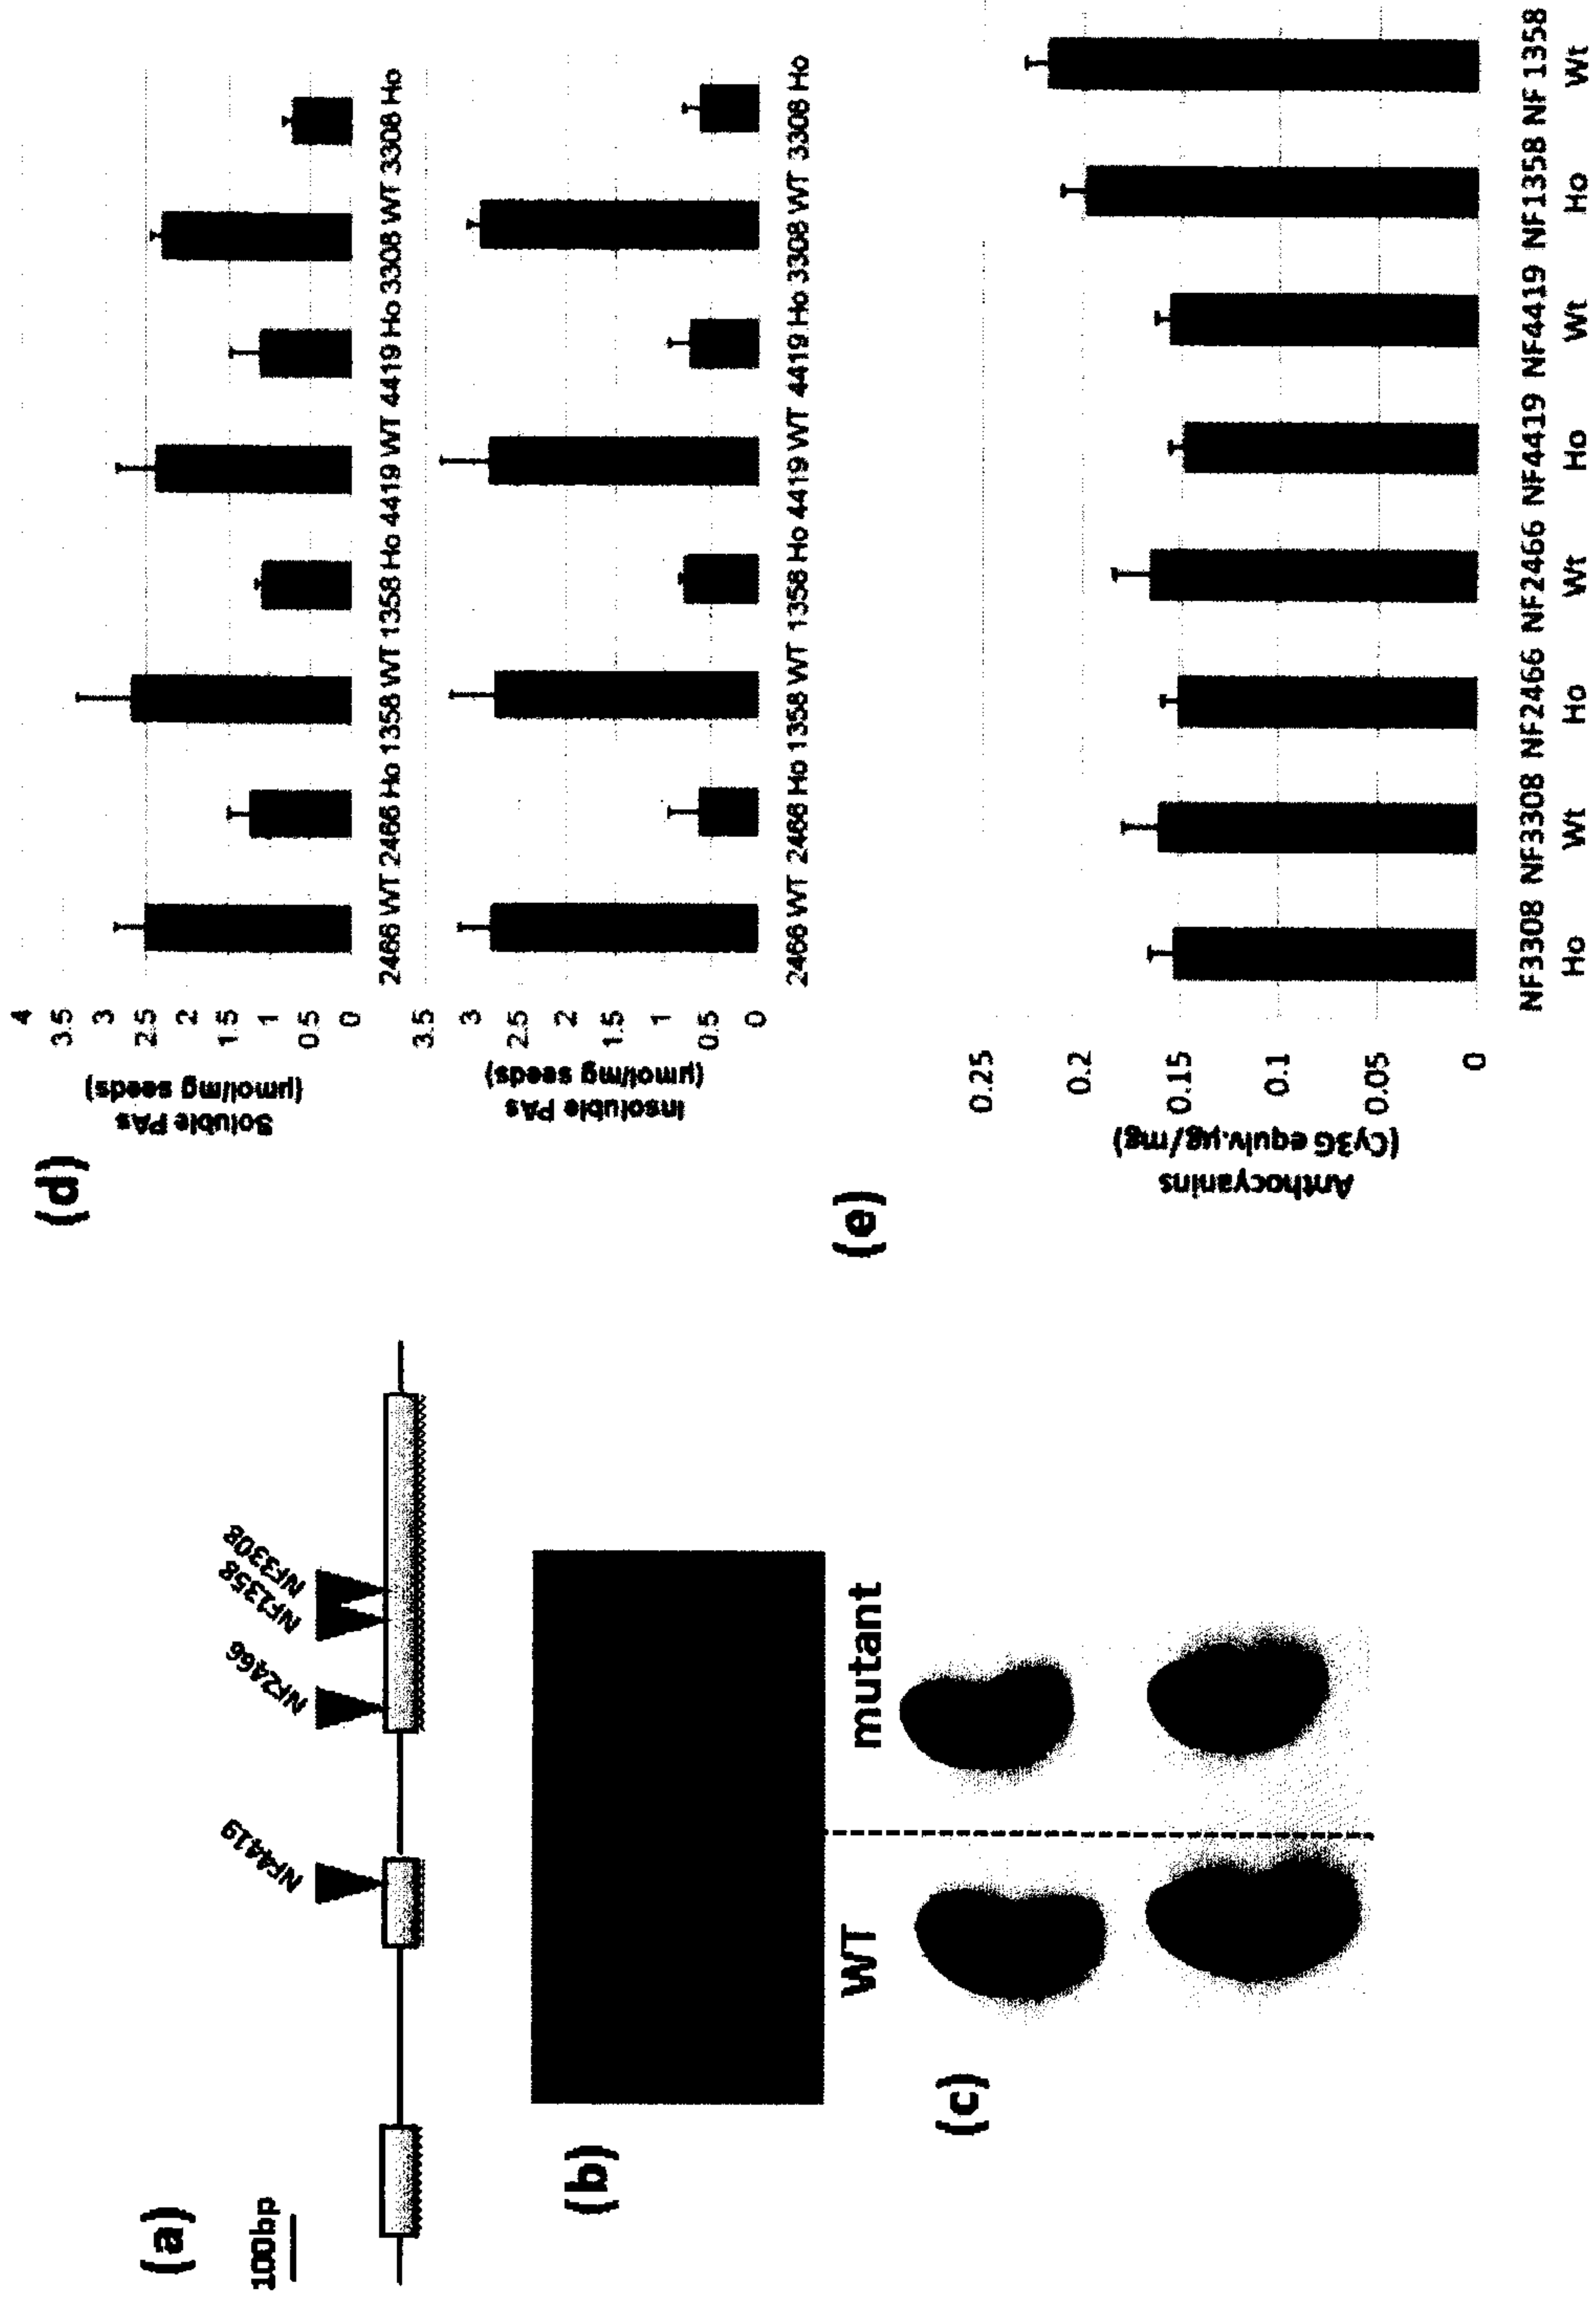 (a)
100bp
NF4419
NF2466
NF1358
NF3308
(b)
WT mutant
(c)
(d)
Soluble PAs
(µmol/mg seeds)
4
3.5
3
2.5
2
1.5
1
0.5
0
2466 WT 2466 Ho 1358 WT 1358 Ho 4419 WT 4419 Ho 3308 WT 3308 Ho
Insoluble PAs
(µmol/mg seeds)
3.5
3
2.5
2
1.5
1
0.5
0
2466 WT 2466 Ho 1358 WT 1358 Ho 4419 WT 4419 Ho 3308 WT 3308 Ho
(e)
Anthocyanins
(Cy3G equiv.µg/mg)
0.25
0.2
0.15
0.1
0.05
0
NF3308 NF3308 NF2466 NF2466 NF4419 NF4419 NF1358 NF 1358
Ho Wt Ho Wt Ho Wt Ho Wt